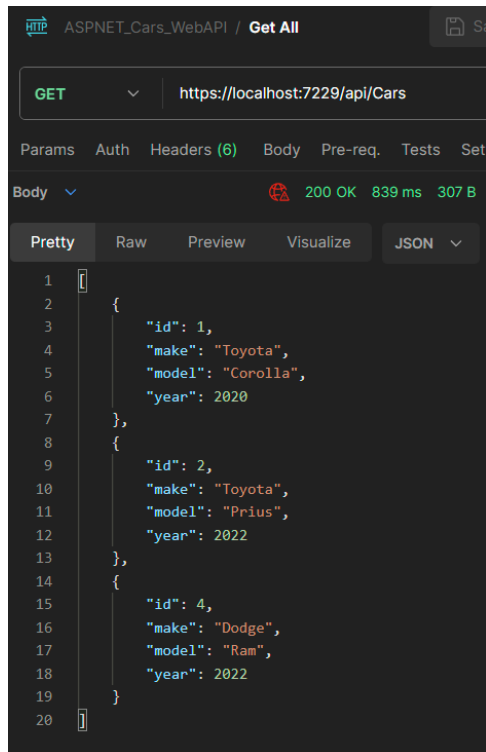 HTTP ASPNET_Cars_WebAPI / Get All
GET https://localhost:7229/api/Cars
Params Auth Headers (6) Body Pre-req. Tests Set
Body 200 OK 839 ms 307 B
Pretty Raw Preview Visualize JSON
1 [
2 {
3 "id": 1,
4 "make": "Toyota",
5 "model": "Corolla",
6 "year": 2020
7 },
8 {
9 "id": 2,
10 "make": "Toyota",
11 "model": "Prius",
12 "year": 2022
13 },
14 {
15 "id": 4,
16 "make": "Dodge",
17 "model": "Ram",
18 "year": 2022
19 }
20 ]